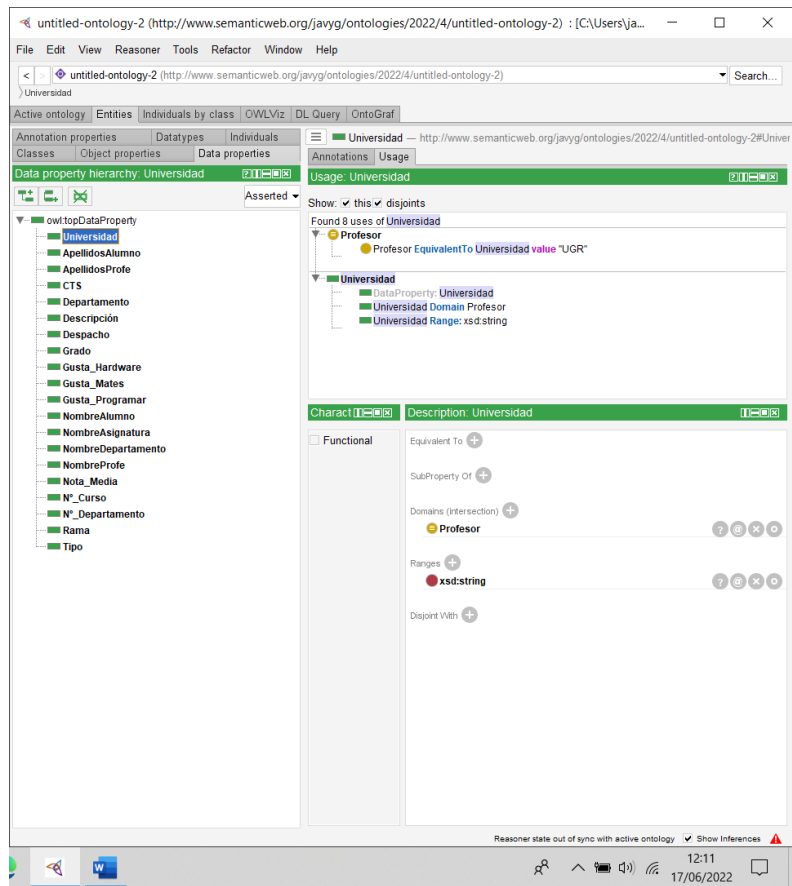 untitled-ontology-2 (http://www.semanticweb.org/javyg/ontologies/2022/4/untitled-ontology-2) : [C:\Users\ja...
File Edit View Reasoner Tools Refactor Window Help
< > untitled-ontology-2 (http://www.semanticweb.org/javyg/ontologies/2022/4/untitled-ontology-2) Search...
Universidad
Active ontology Entities Individuals by class OWLViz DL Query OntoGraf
Annotation properties Datatypes Individuals
Classes Object properties Data properties
Data property hierarchy: Universidad
Asserted
owl:topDataProperty
Universidad
ApellidosAlumno
ApellidosProfe
CTS
Departamento
Descripción
Despacho
Grado
Gusta_Hardware
Gusta_Mates
Gusta_Programar
NombreAlumno
NombreAsignatura
NombreDepartamento
NombreProfe
Nota_Media
Nº_Curso
Nº_Departamento
Rama
Tipo
Universidad — http://www.semanticweb.org/javyg/ontologies/2022/4/untitled-ontology-2#Univer
Annotations Usage
Usage: Universidad
Show: this disjoints
Found 8 uses of Universidad
Profesor
Profesor EquivalentTo Universidad value "UGR"
Universidad
DataProperty: Universidad
Universidad Domain Profesor
Universidad Range: xsd:string
Charact
Functional
Description: Universidad
Equivalent To
SubProperty Of
Domains (intersection)
Profesor
Ranges
xsd:string
Disjoint With
Reasoner state out of sync with active ontology Show Inferences
12:11
17/06/2022